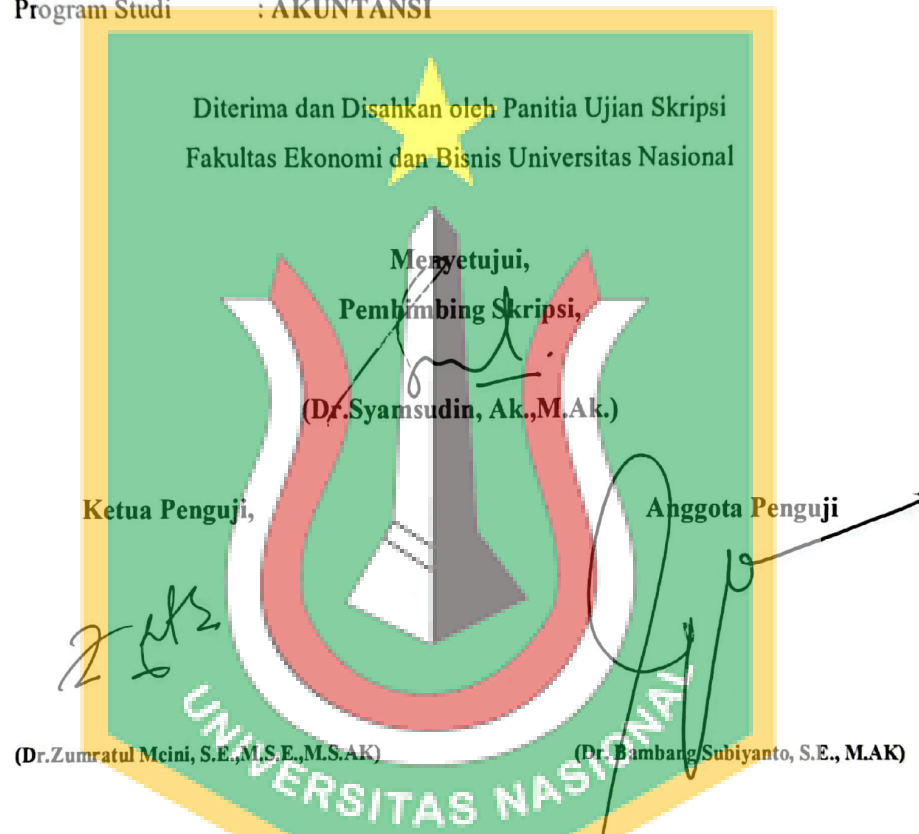 Program Studi : AKUNTANSI
Diterima dan Disahkan oleh Panitia Ujian Skripsi
Fakultas Ekonomi dan Bisnis Universitas Nasional
Menyetujui,
Pembimbing Skripsi,
(Dr.Syamsudin, Ak.,M.Ak.)
Ketua Penguji,
Anggota Penguji
(Dr.Zumratul Meini, S.E.,M.S.E.,M.S.AK)
(Dr. Bambang Subiyanto, S.E., M.AK)
UNIVERSITAS NASIONAL